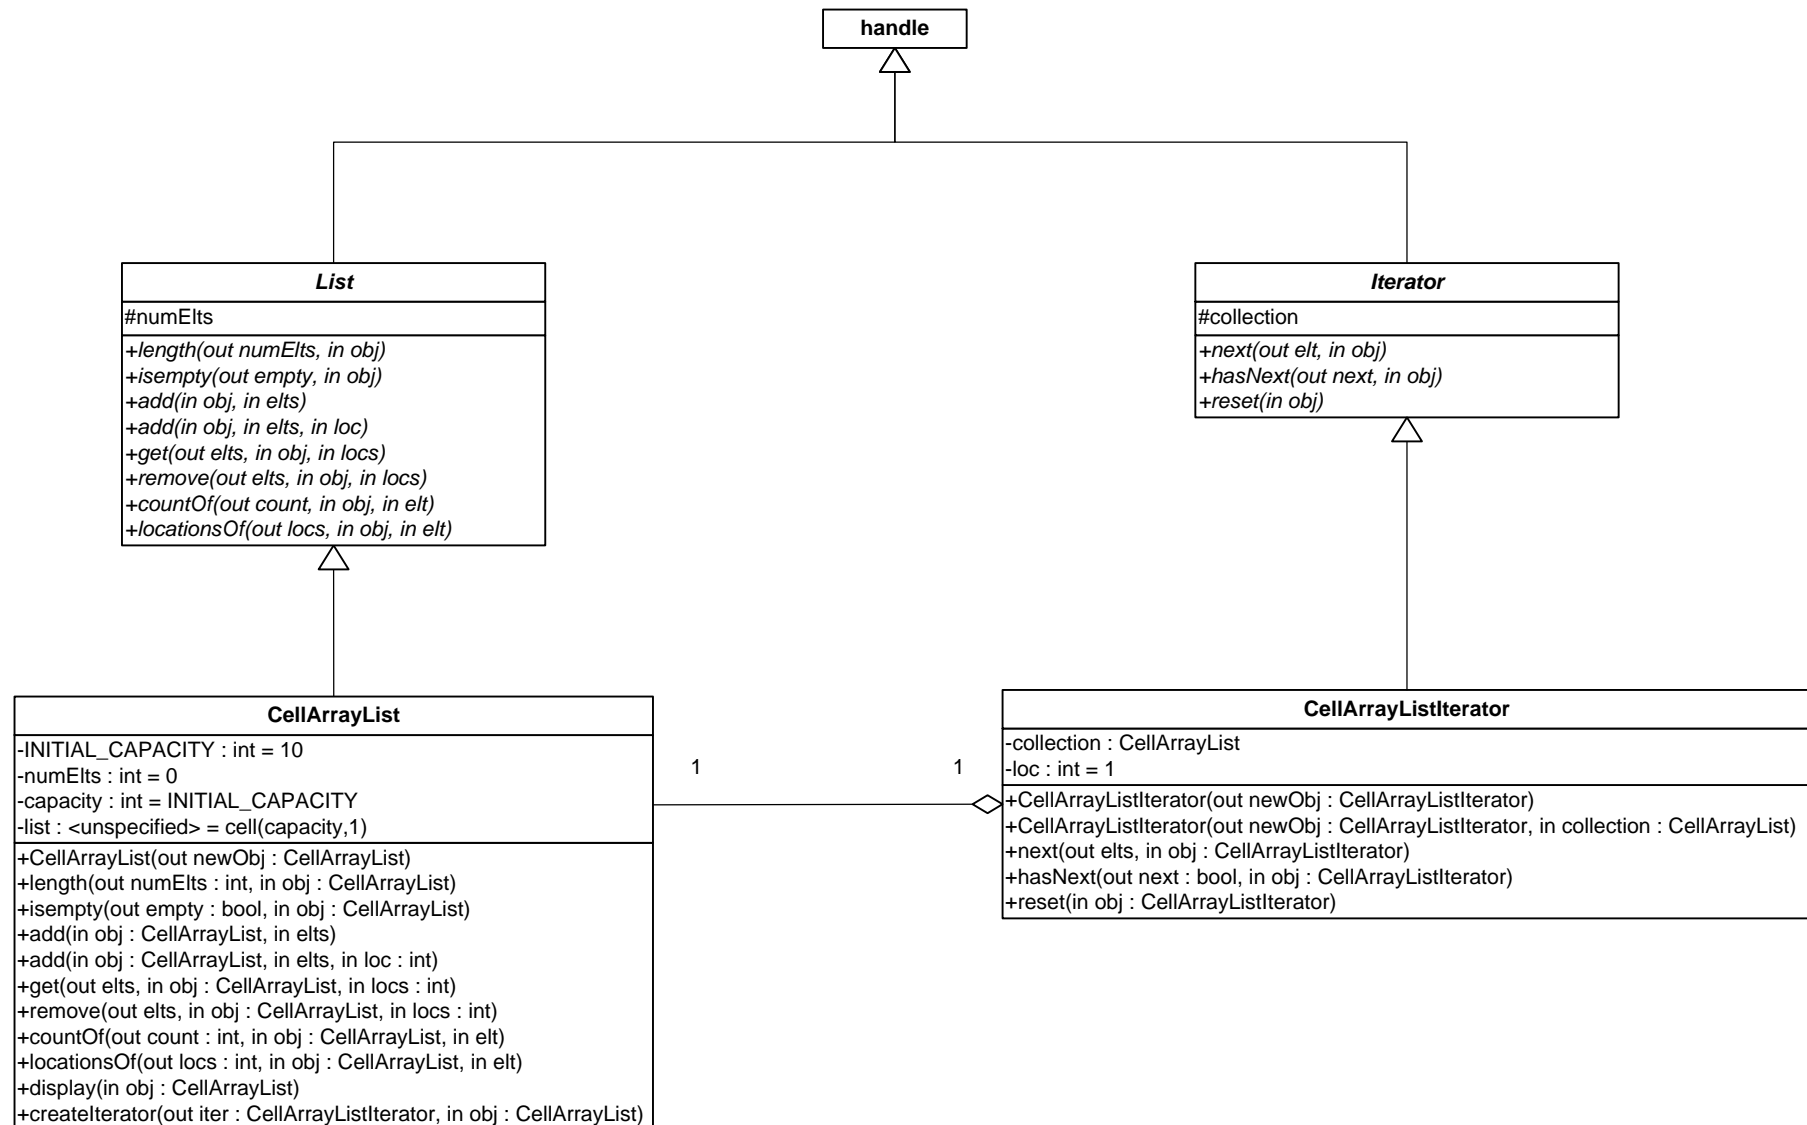 handle
List
#numElts
+length(out numElts, in obj)
+isempty(out empty, in obj)
+add(in obj, in elts)
+add(in obj, in elts, in loc)
+get(out elts, in obj, in locs)
+remove(out elts, in obj, in locs)
+countOf(out count, in obj, in elt)
+locationsOf(out locs, in obj, in elt)
Iterator
#collection
+next(out elt, in obj)
+hasNext(out next, in obj)
+reset(in obj)
CellArrayList
-INITIAL_CAPACITY : int = 10
-numElts : int = 0
-capacity : int = INITIAL_CAPACITY
-list : <unspecified> = cell(capacity,1)
+CellArrayList(out newObj : CellArrayList)
+length(out numElts : int, in obj : CellArrayList)
+isempty(out empty : bool, in obj : CellArrayList)
+add(in obj : CellArrayList, in elts)
+add(in obj : CellArrayList, in elts, in loc : int)
+get(out elts, in obj : CellArrayList, in locs : int)
+remove(out elts, in obj : CellArrayList, in locs : int)
+countOf(out count : int, in obj : CellArrayList, in elt)
+locationsOf(out locs : int, in obj : CellArrayList, in elt)
+display(in obj : CellArrayList)
+createIterator(out iter : CellArrayListIterator, in obj : CellArrayList)
1
1
CellArrayListIterator
-collection : CellArrayList
-loc : int = 1
+CellArrayListIterator(out newObj : CellArrayListIterator)
+CellArrayListIterator(out newObj : CellArrayListIterator, in collection : CellArrayList)
+next(out elts, in obj : CellArrayListIterator)
+hasNext(out next : bool, in obj : CellArrayListIterator)
+reset(in obj : CellArrayListIterator)